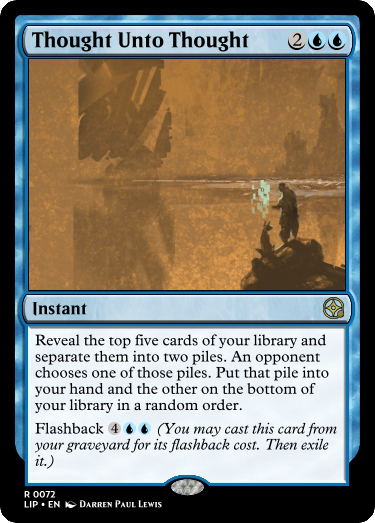 Thought Unto Thought 2
Instant
Reveal the top five cards of your library and
separate them into two piles. An opponent
chooses one of those piles. Put that pile into
your hand and the other on the bottom of
your library in a random order.
Flashback 4 (You may cast this card from
your graveyard for its flashback cost. Then exile
it.)
R 0072
LIP • EN Darren Paul Lewis